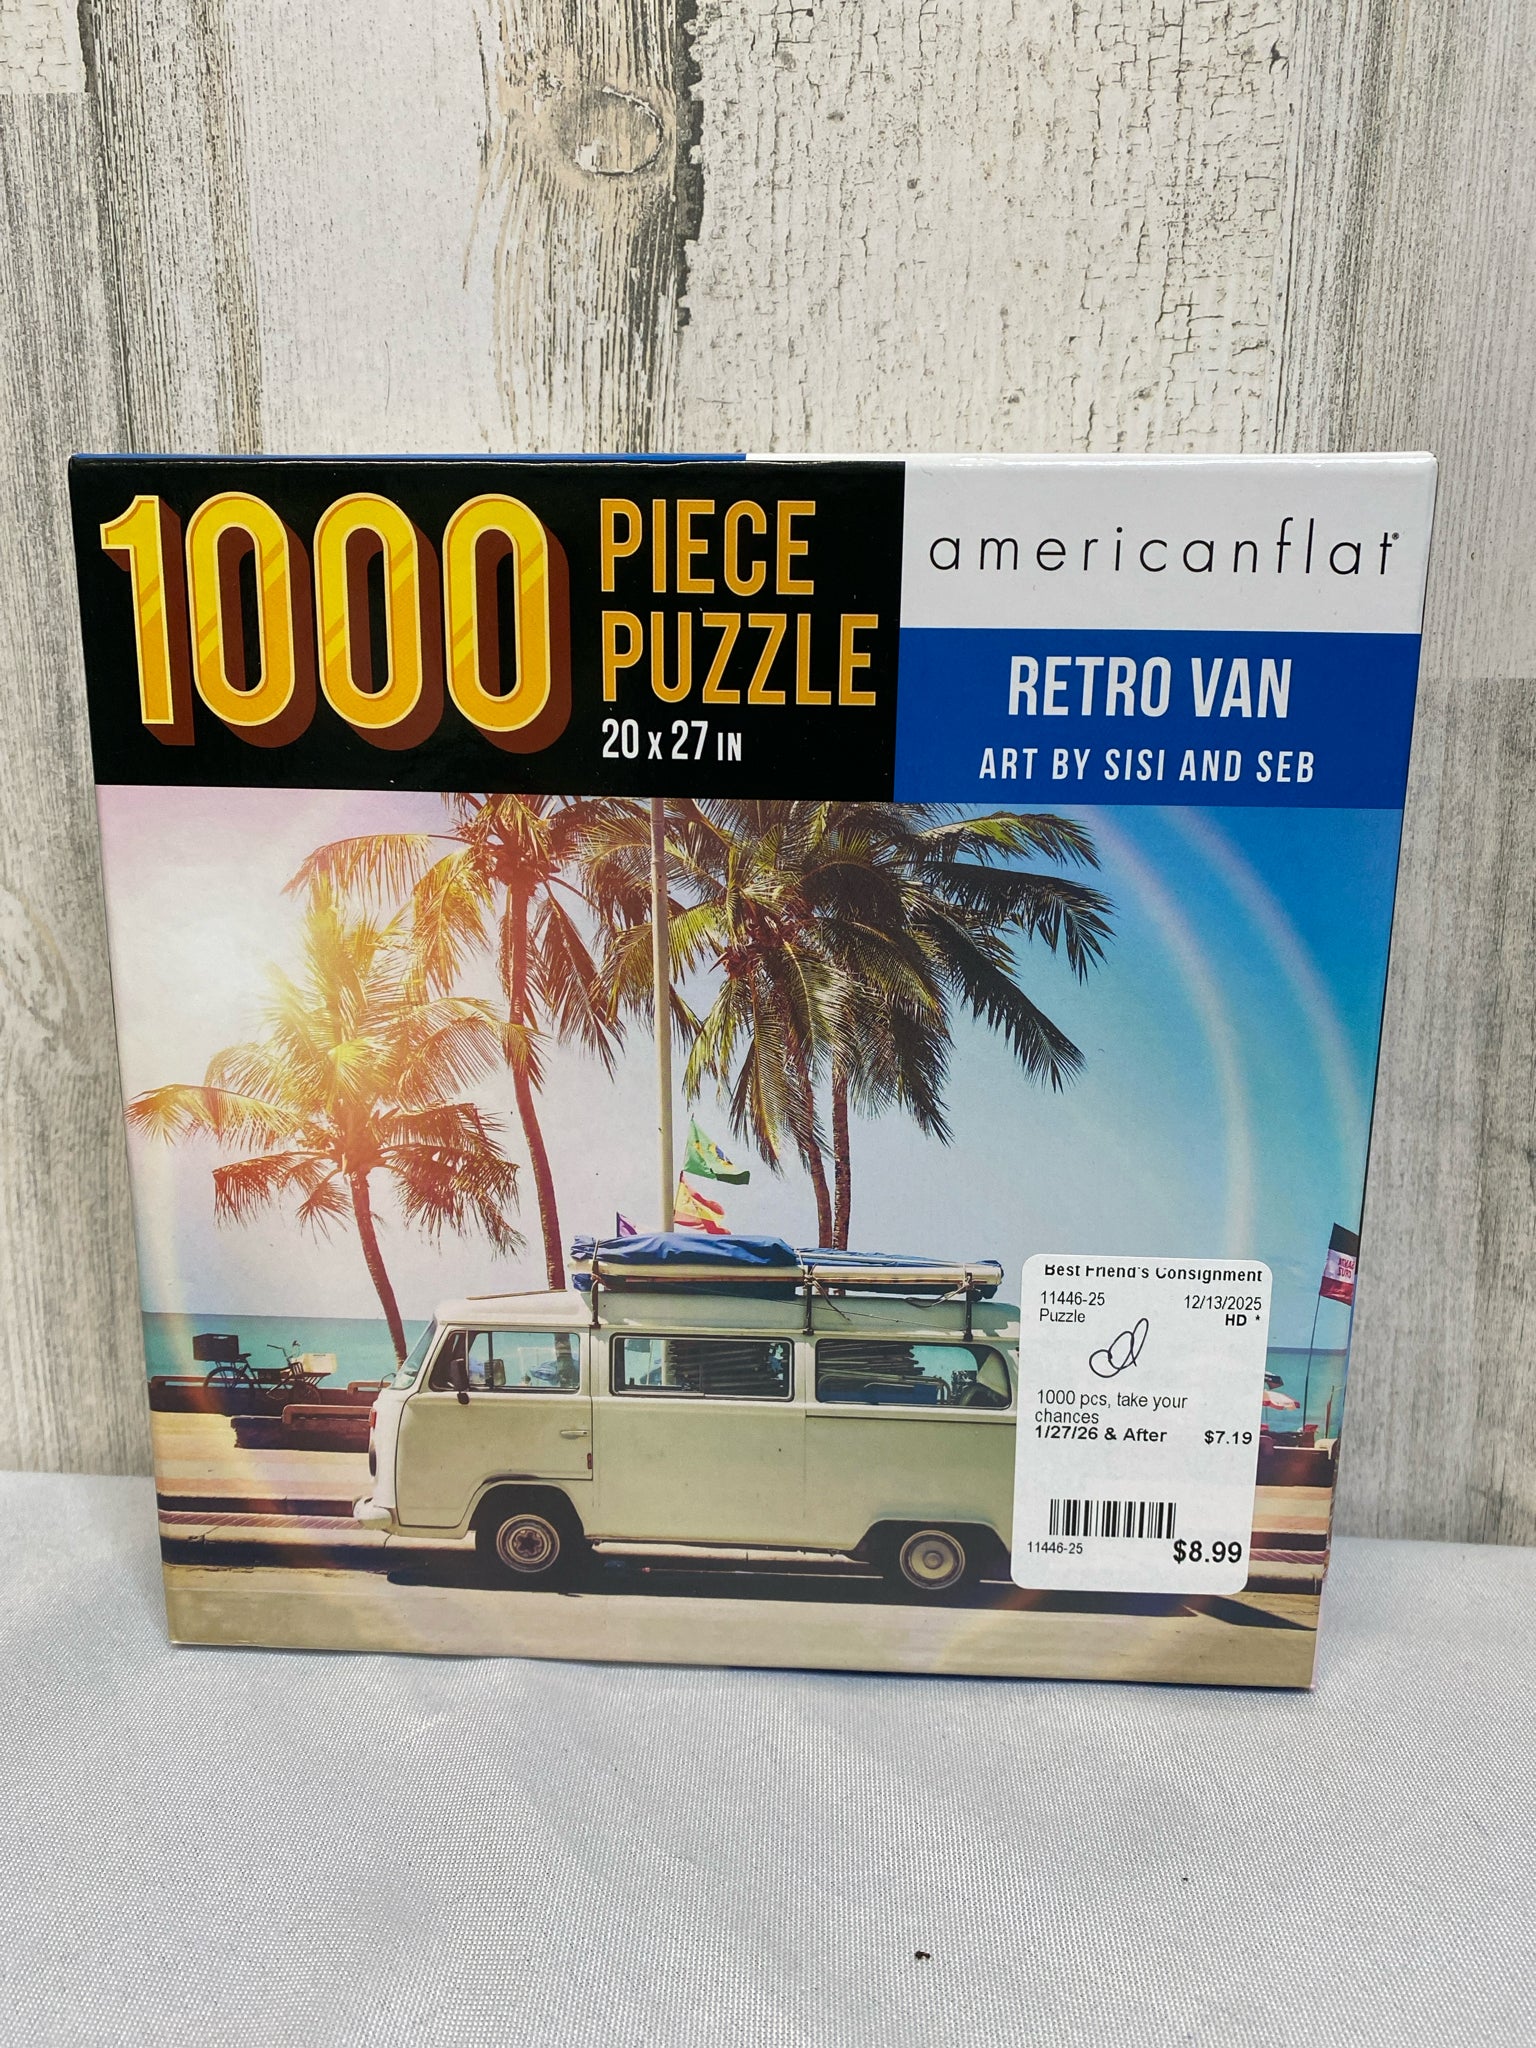 1000
PIECE
PUZZLE
20 x 27 IN
americanflat®
RETRO VAN
ART BY SISI AND SEB
Best Friend's Consignment
11446-25 12/13/2025
Puzzle HD *
1000 pcs, take your
chances
1/27/26 & After $7.19
11446-25 $8.99